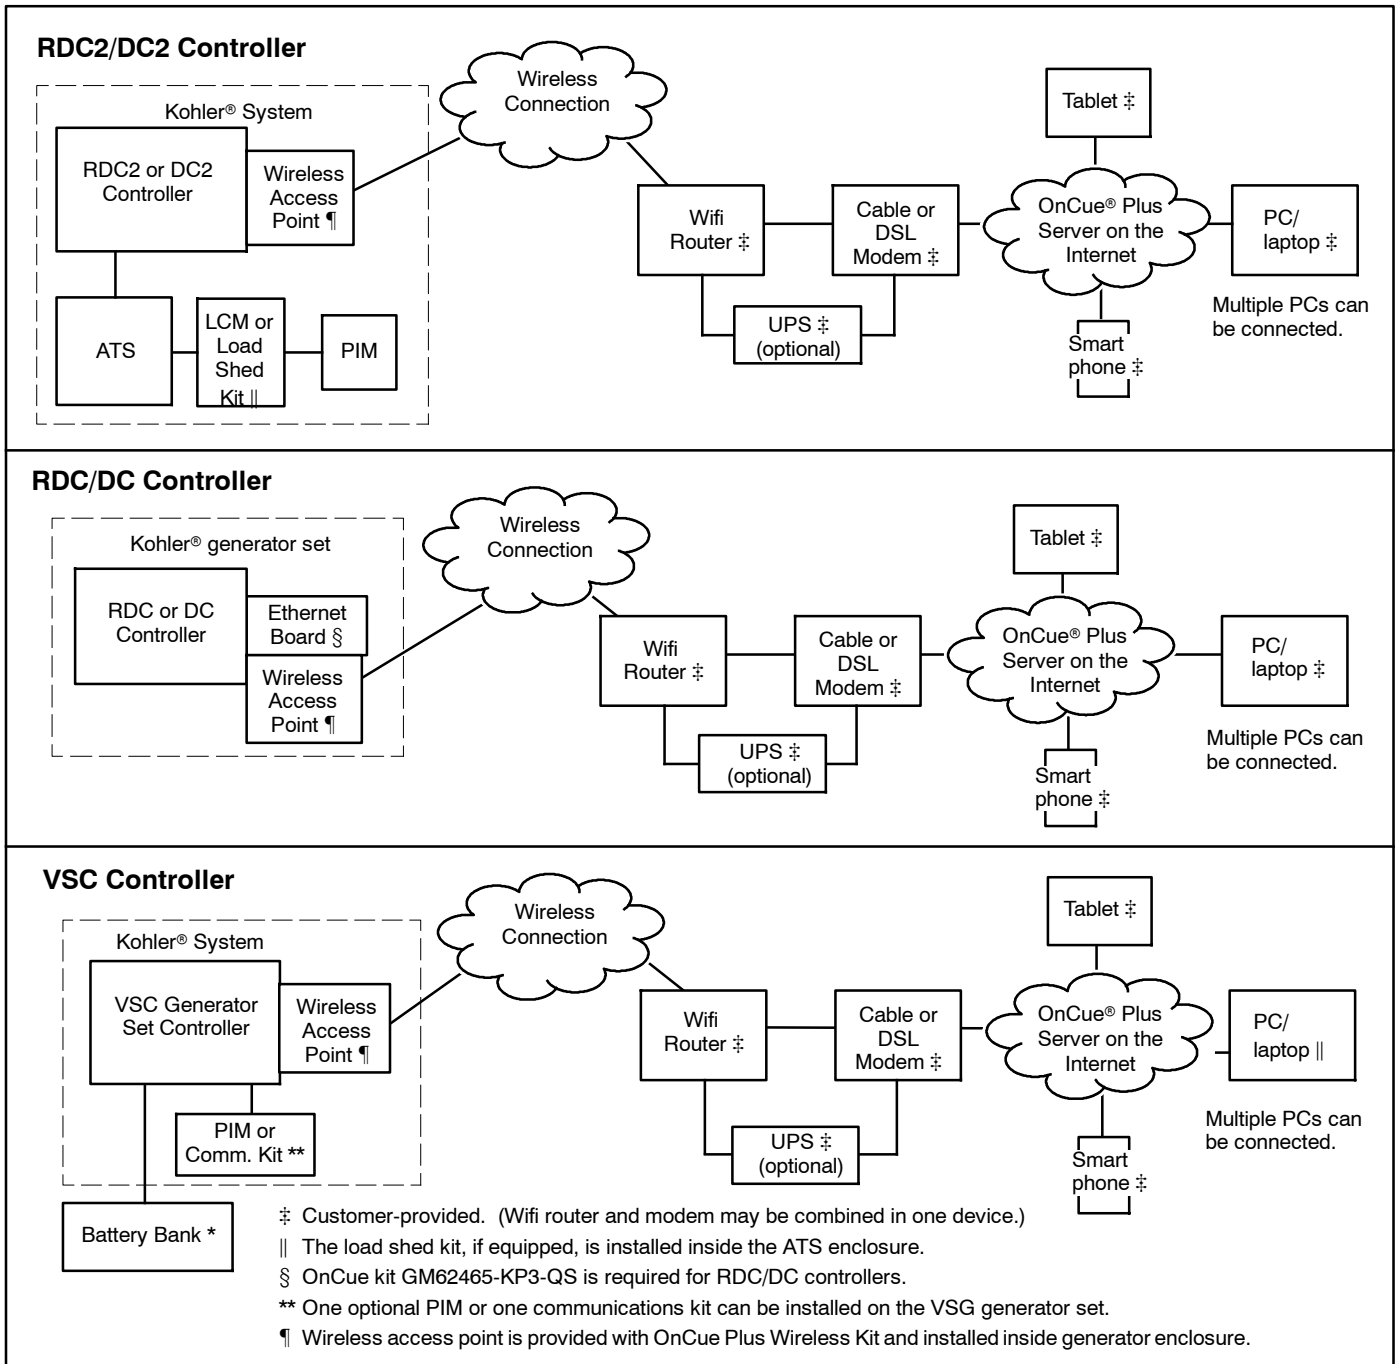 RDC2/DC2 Controller
Kohler® System
RDC2 or DC2
Controller
Wireless
Access
Point ¶
ATS
LCM or
Load
Shed
Kit ||
PIM
Wireless
Connection
Wifi
Router ‡
Cable or
DSL
Modem ‡
UPS ‡
(optional)
Tablet ‡
OnCue® Plus
Server on the
Internet
PC/
laptop ‡
Multiple PCs can
be connected.
Smart
phone ‡
RDC/DC Controller
Kohler® generator set
RDC or DC
Controller
Ethernet
Board §
Wireless
Access
Point ¶
Wireless
Connection
Wifi
Router ‡
Cable or
DSL
Modem ‡
UPS ‡
(optional)
Tablet ‡
OnCue® Plus
Server on the
Internet
PC/
laptop ‡
Multiple PCs can
be connected.
Smart
phone ‡
VSC Controller
Kohler® System
VSC Generator
Set Controller
Wireless
Access
Point ¶
PIM or
Comm. Kit **
Battery Bank *
Wireless
Connection
Wifi
Router ‡
Cable or
DSL
Modem ‡
UPS ‡
(optional)
Tablet ‡
OnCue® Plus
Server on the
Internet
PC/
laptop ||
Multiple PCs can
be connected.
Smart
phone ‡
‡ Customer-provided. (Wifi router and modem may be combined in one device.)
|| The load shed kit, if equipped, is installed inside the ATS enclosure.
§ OnCue kit GM62465-KP3-QS is required for RDC/DC controllers.
** One optional PIM or one communications kit can be installed on the VSG generator set.
¶ Wireless access point is provided with OnCue Plus Wireless Kit and installed inside generator enclosure.